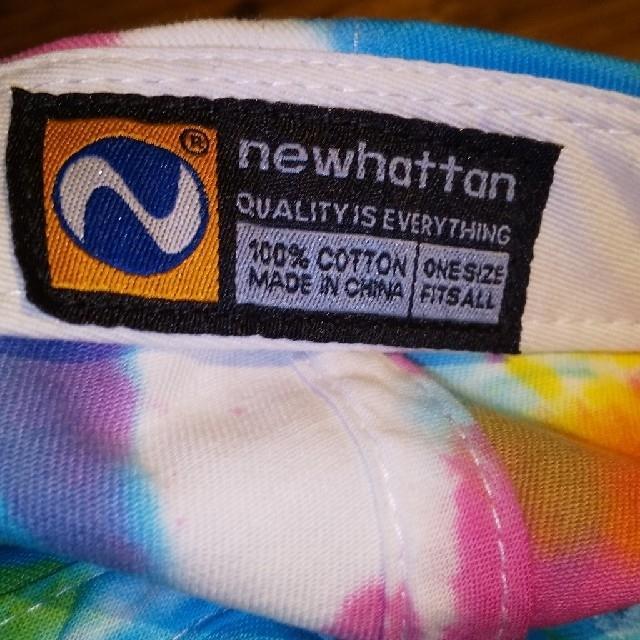 ®
newhattan
QUALITY IS EVERYTHING
100% COTTON
MADE IN CHINA
ONE SIZE
FITS ALL